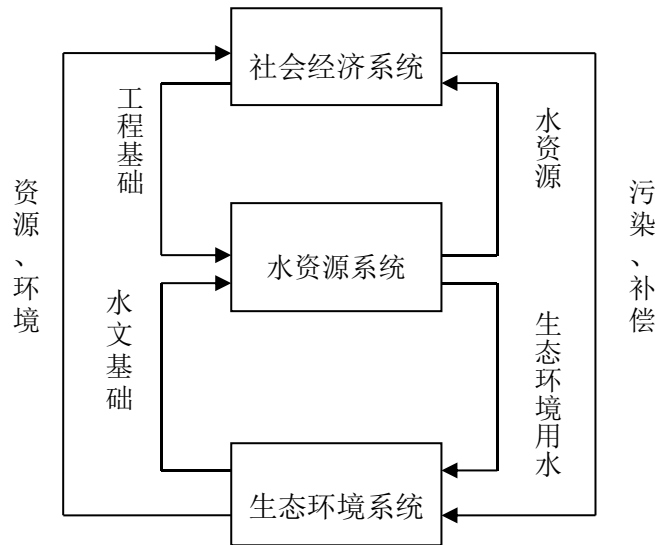 社会经济系统
工程基础
水资源
资源、环境
污染、补偿
水资源系统
水文基础
生态环境用水
生态环境系统